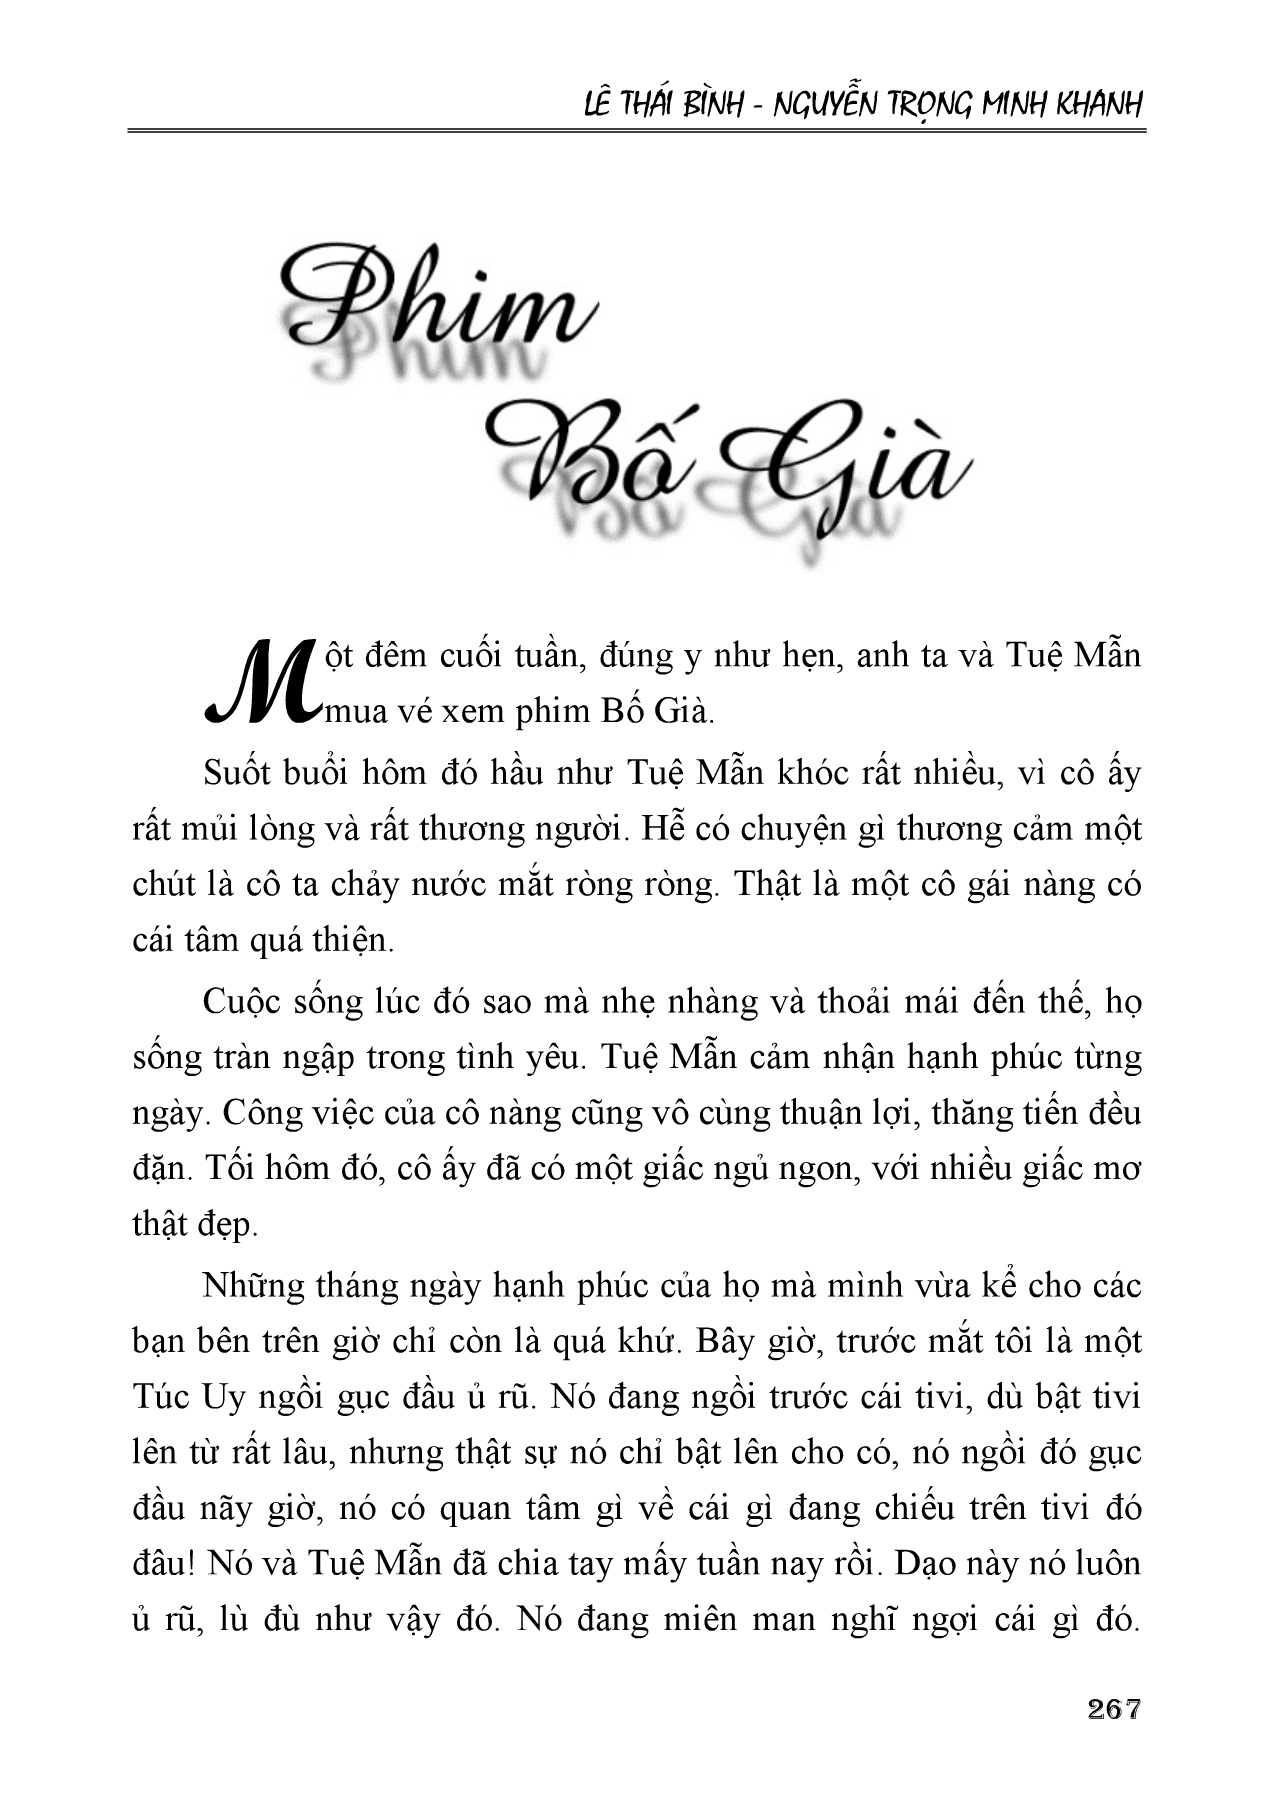 LÊ THÁI BÌNH - NGUYỄN TRỌNG MINH KHANH
Phim
Bố Già
Một đêm cuối tuần, đúng y như hẹn, anh ta và Tuệ Mẫn
mua vé xem phim Bố Già.
Suốt buổi hôm đó hầu như Tuệ Mẫn khóc rất nhiều, vì cô ấy
rất mủi lòng và rất thương người. Hễ có chuyện gì thương cảm một
chút là cô ta chảy nước mắt ròng ròng. Thật là một cô gái nàng có
cái tâm quá thiện.
Cuộc sống lúc đó sao mà nhẹ nhàng và thoải mái đến thế, họ
sống tràn ngập trong tình yêu. Tuệ Mẫn cảm nhận hạnh phúc từng
ngày. Công việc của cô nàng cũng vô cùng thuận lợi, thăng tiến đều
đặn. Tối hôm đó, cô ấy đã có một giấc ngủ ngon, với nhiều giấc mơ
thật đẹp.
Những tháng ngày hạnh phúc của họ mà mình vừa kể cho các
bạn bên trên giờ chỉ còn là quá khứ. Bây giờ, trước mắt tôi là một
Túc Uy ngồi gục đầu ủ rũ. Nó đang ngồi trước cái tivi, dù bật tivi
lên từ rất lâu, nhưng thật sự nó chỉ bật lên cho có, nó ngồi đó gục
đầu nãy giờ, nó có quan tâm gì về cái gì đang chiếu trên tivi đó
đâu! Nó và Tuệ Mẫn đã chia tay mấy tuần nay rồi. Dạo này nó luôn
ủ rũ, lù đù như vậy đó. Nó đang miên man nghĩ ngợi cái gì đó.
267